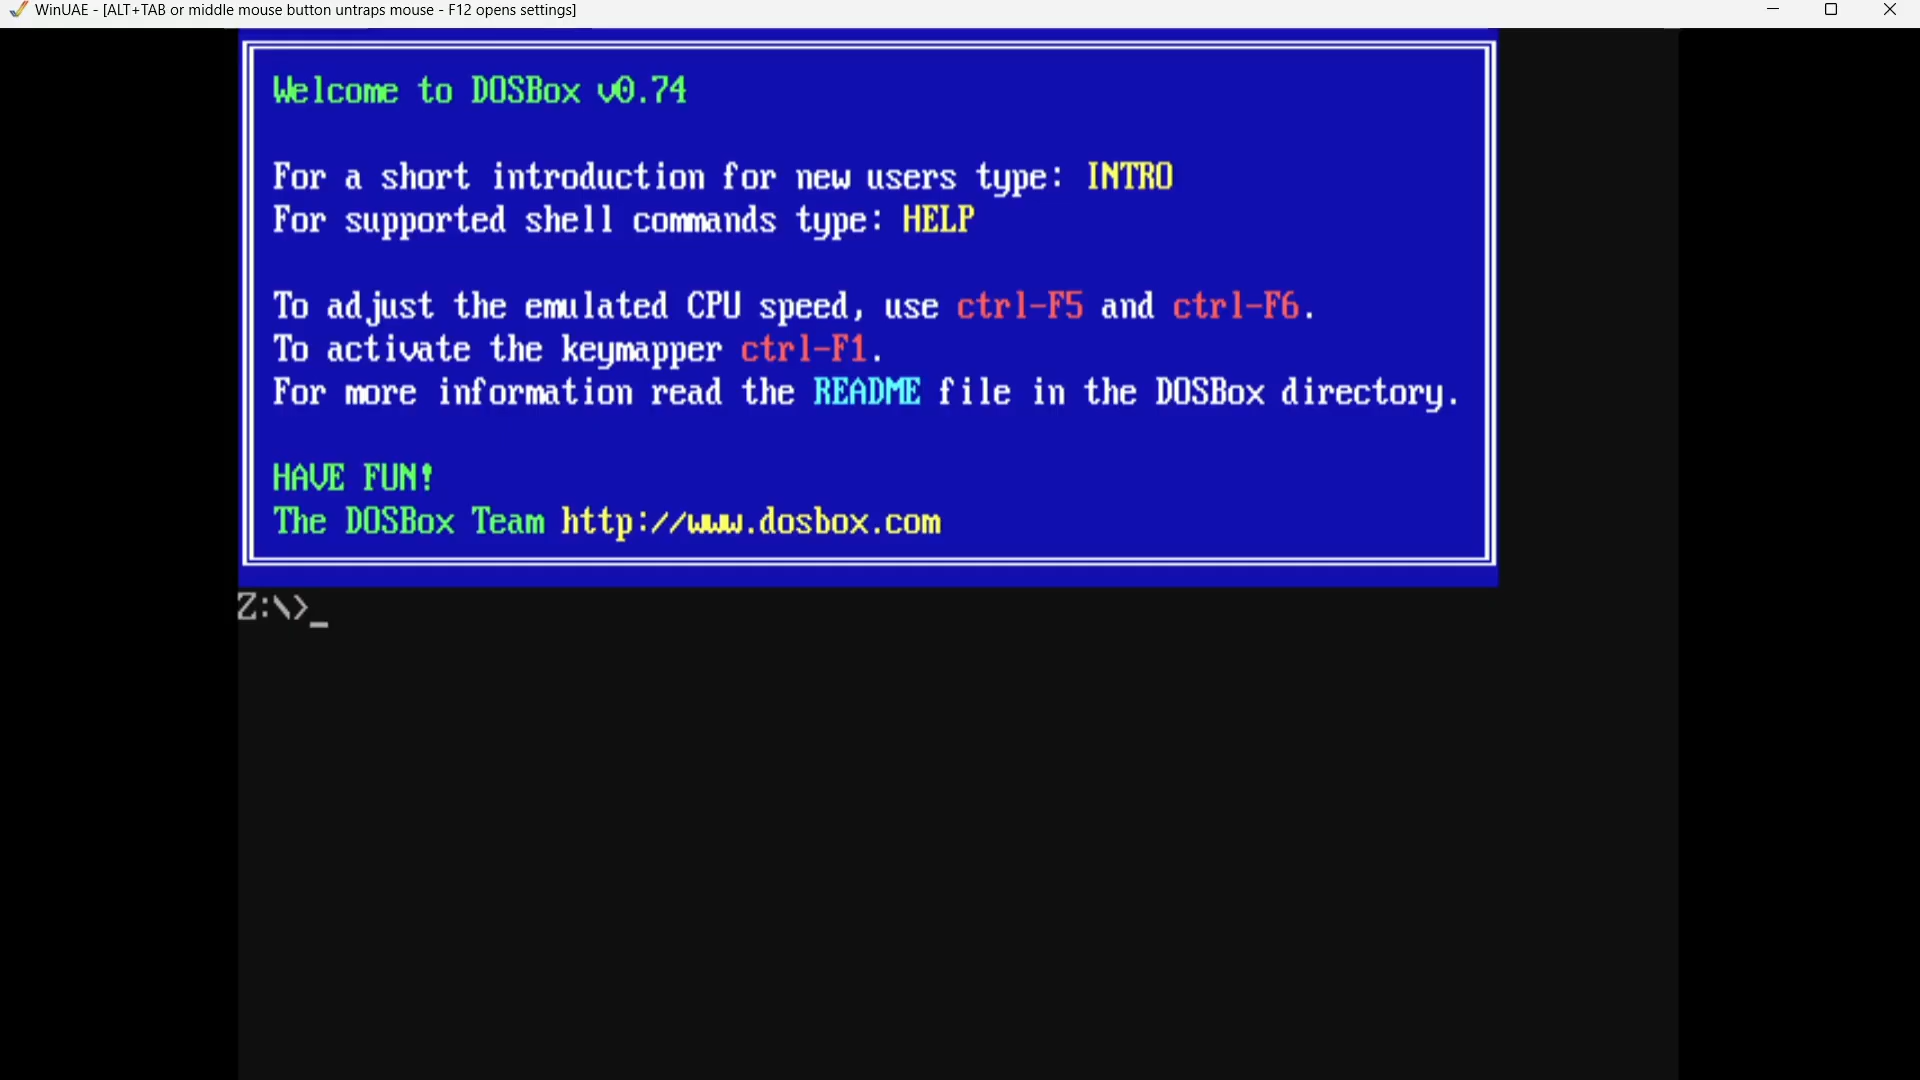 WinUAE - [ALT+TAB or middle mouse button untraps mouse - F12 opens settings]
Welcome to DOSBox v0.74
For a short introduction for new users type: INTRO
For supported shell commands type: HELP
To adjust the emulated CPU speed, use ctrl-F5 and ctrl-F6.
To activate the keymapper ctrl-F1.
For more information read the README file in the DOSBox directory.
HAVE FUN!
The DOSBox Team http://www.dosbox.com
Z:\>_